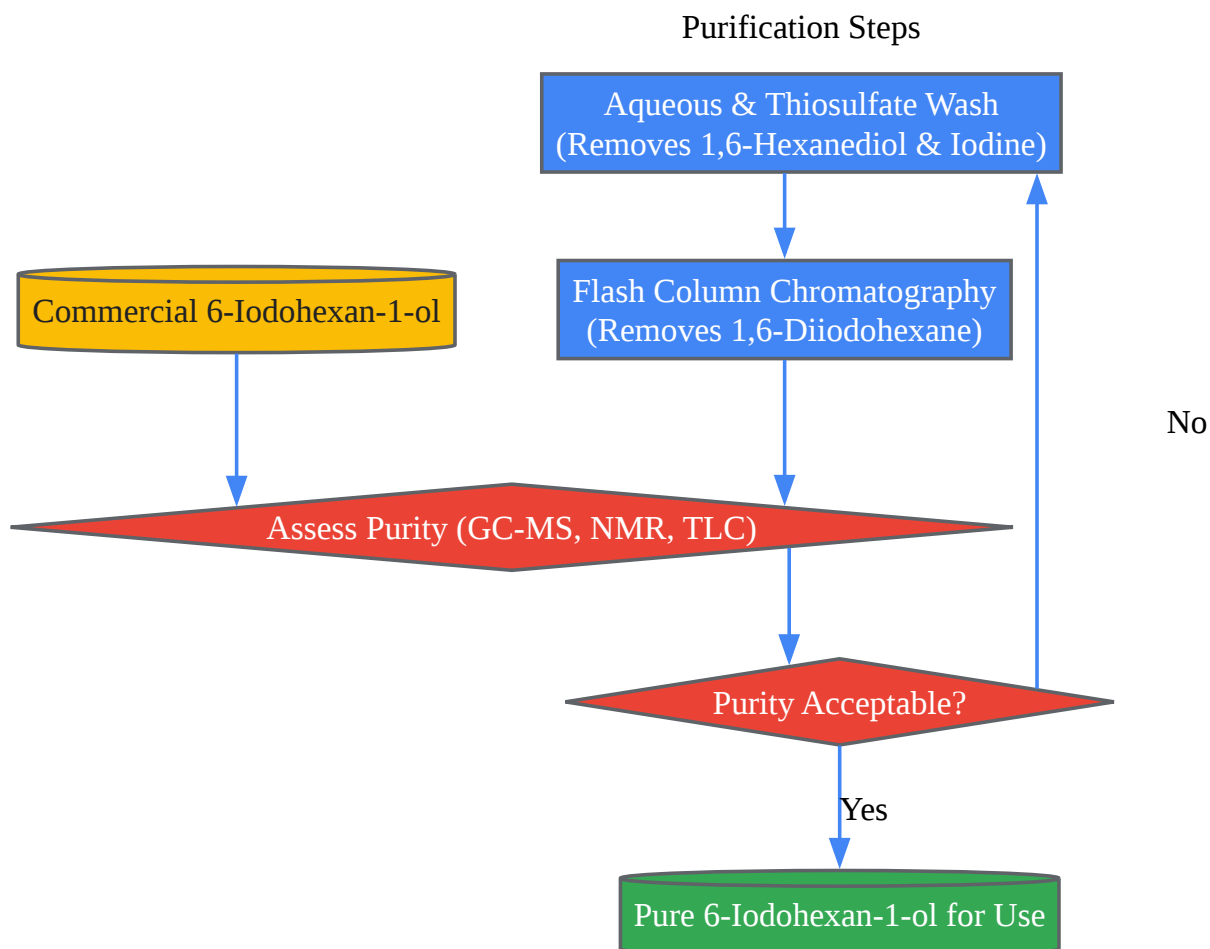 Purification Steps
Aqueous & Thiosulfate Wash
(Removes 1,6-Hexanediol & Iodine)
Flash Column Chromatography
(Removes 1,6-Diiodohexane)
Commercial 6-Iodohexan-1-ol
No
Assess Purity (GC-MS, NMR, TLC)
Purity Acceptable?
Yes
Pure 6-Iodohexan-1-ol for Use